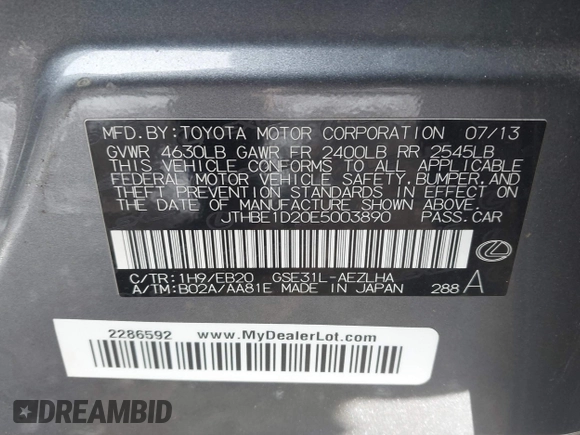 MFD. BY: TOYOTA MOTOR CORPORATION 07/13
GVWR 4630LB GAWR FR 2400LB RR 2545LB
THIS VEHICLE CONFORMS TO ALL APPLICABLE
FEDERAL MOTOR VEHICLE SAFETY, BUMPER, AND
THEFT PREVENTION STANDARDS IN EFFECT ON
THE DATE OF MANUFACTURE SHOWN ABOVE.
JTHBE1D20E5003890 PASS.CAR
C/TR: 1H9/EB20 GSE31L-AEZLHA
A/TM: B02A/AA81E MADE IN JAPAN 288 A
2286592 www.MyDealerLot.com
DREAMBID